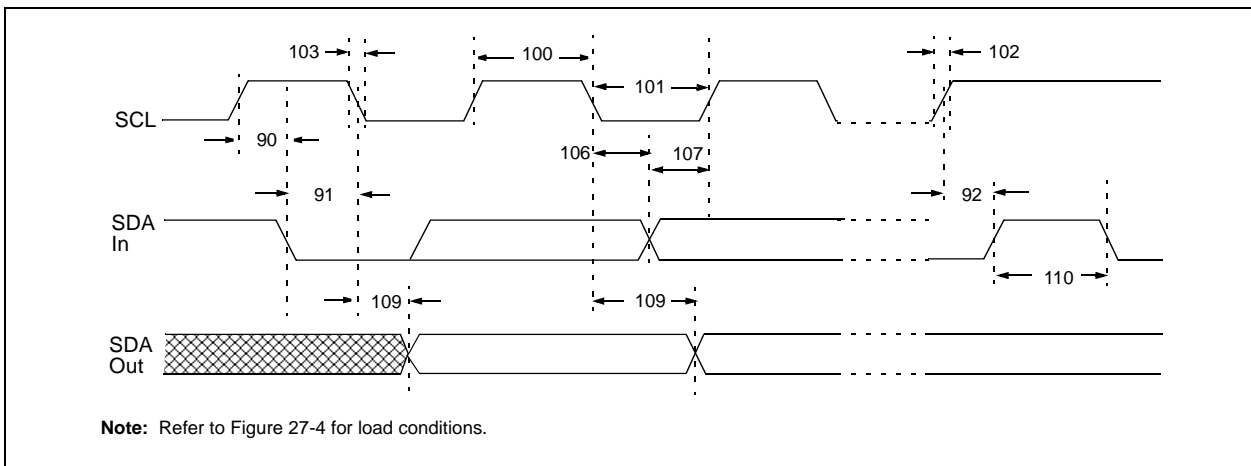 103
100
102
101
SCL
90
106
107
91
92
SDA
In
109
109
110
SDA
Out
Note: Refer to Figure 27-4 for load conditions.